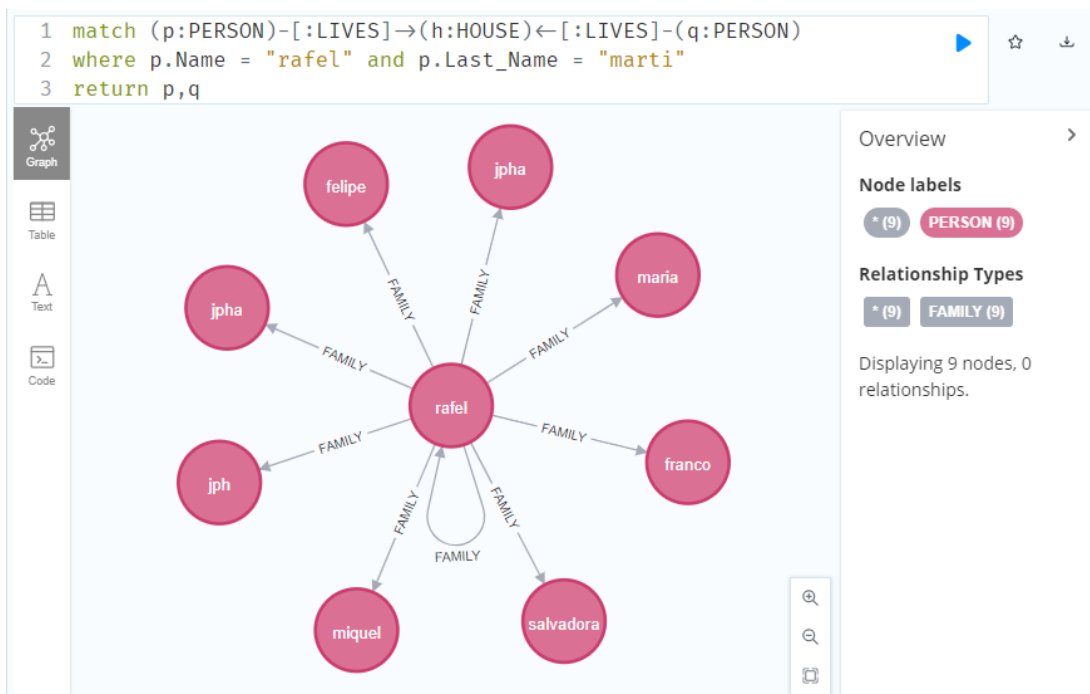 1 match (p:PERSON)-[:LIVES]→(h:HOUSE)←[:LIVES]-(q:PERSON)
2 where p.Name = "rafel" and p.Last_Name = "marti"
3 return p,q
Graph
Table
Text
Code
felipe
jpha
jpha
maria
rafel
jph
franco
miquel
salvadora
FAMILY
FAMILY
FAMILY
FAMILY
FAMILY
FAMILY
FAMILY
FAMILY
FAMILY
Overview
Node labels
* (9) PERSON (9)
Relationship Types
* (9) FAMILY (9)
Displaying 9 nodes, 0
relationships.